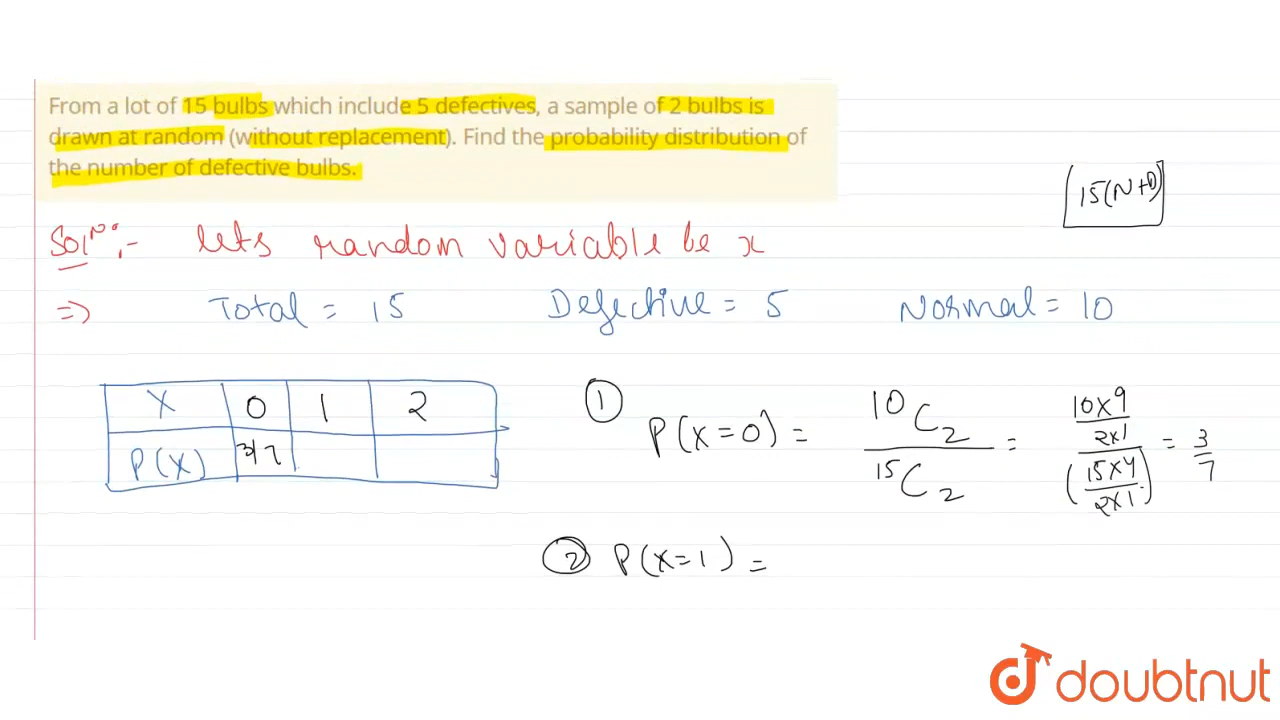 From a lot of 15 bulbs which include 5 defectives, a sample of 2 bulbs is
drawn at random (without replacement). Find the probability distribution of
the number of defective bulbs.
15(N+D)
Solⁿ:- lets random variable be x
=> Total = 15 Defective = 5 Normal = 10
X 0 1 2
P(X) 3/7
① P(X=0) = 10C2 / 15C2 = (10×9 / 2×1) / (15×14 / 2×1) = 3/7
② P(X=1) =
doubtnut